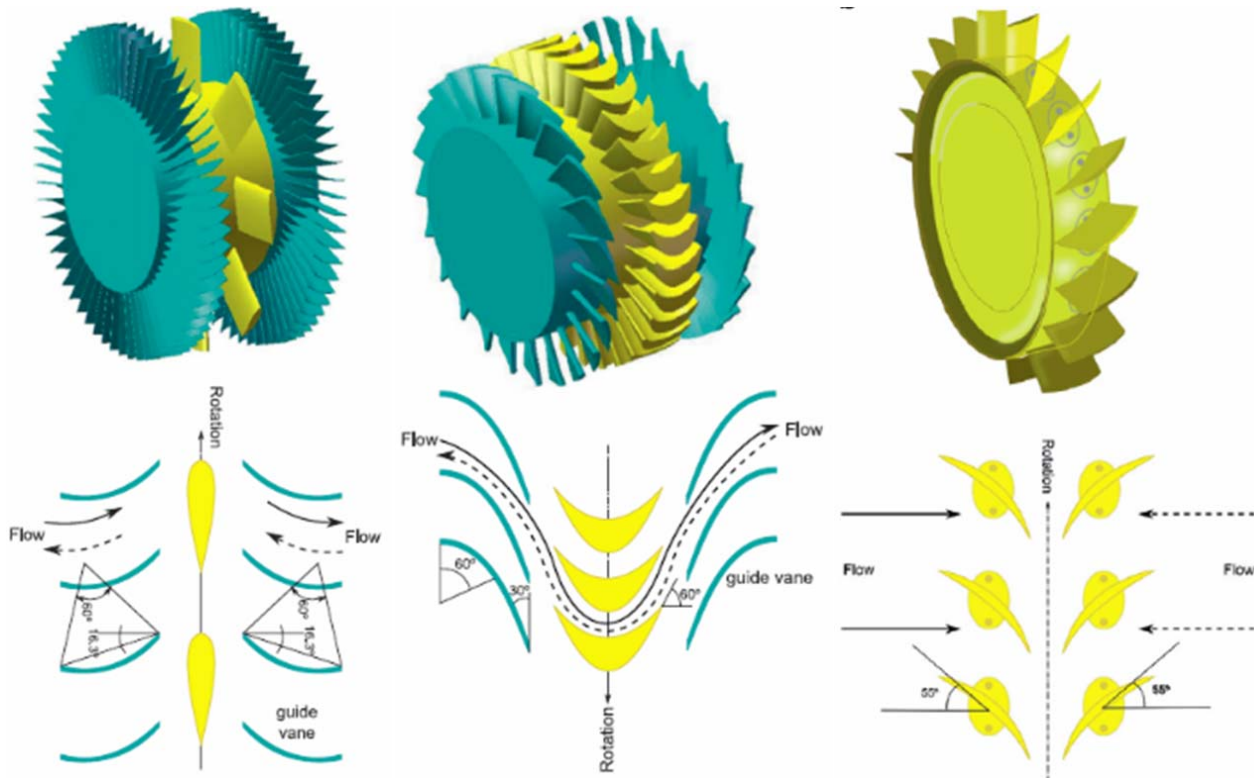 Rotation
Flow
Flow
60°
16.3°
60°
16.3°
guide
vane
Flow
Flow
60°
30°
60°
guide vane
Rotation
Rotation
Flow
Flow
55°
55°